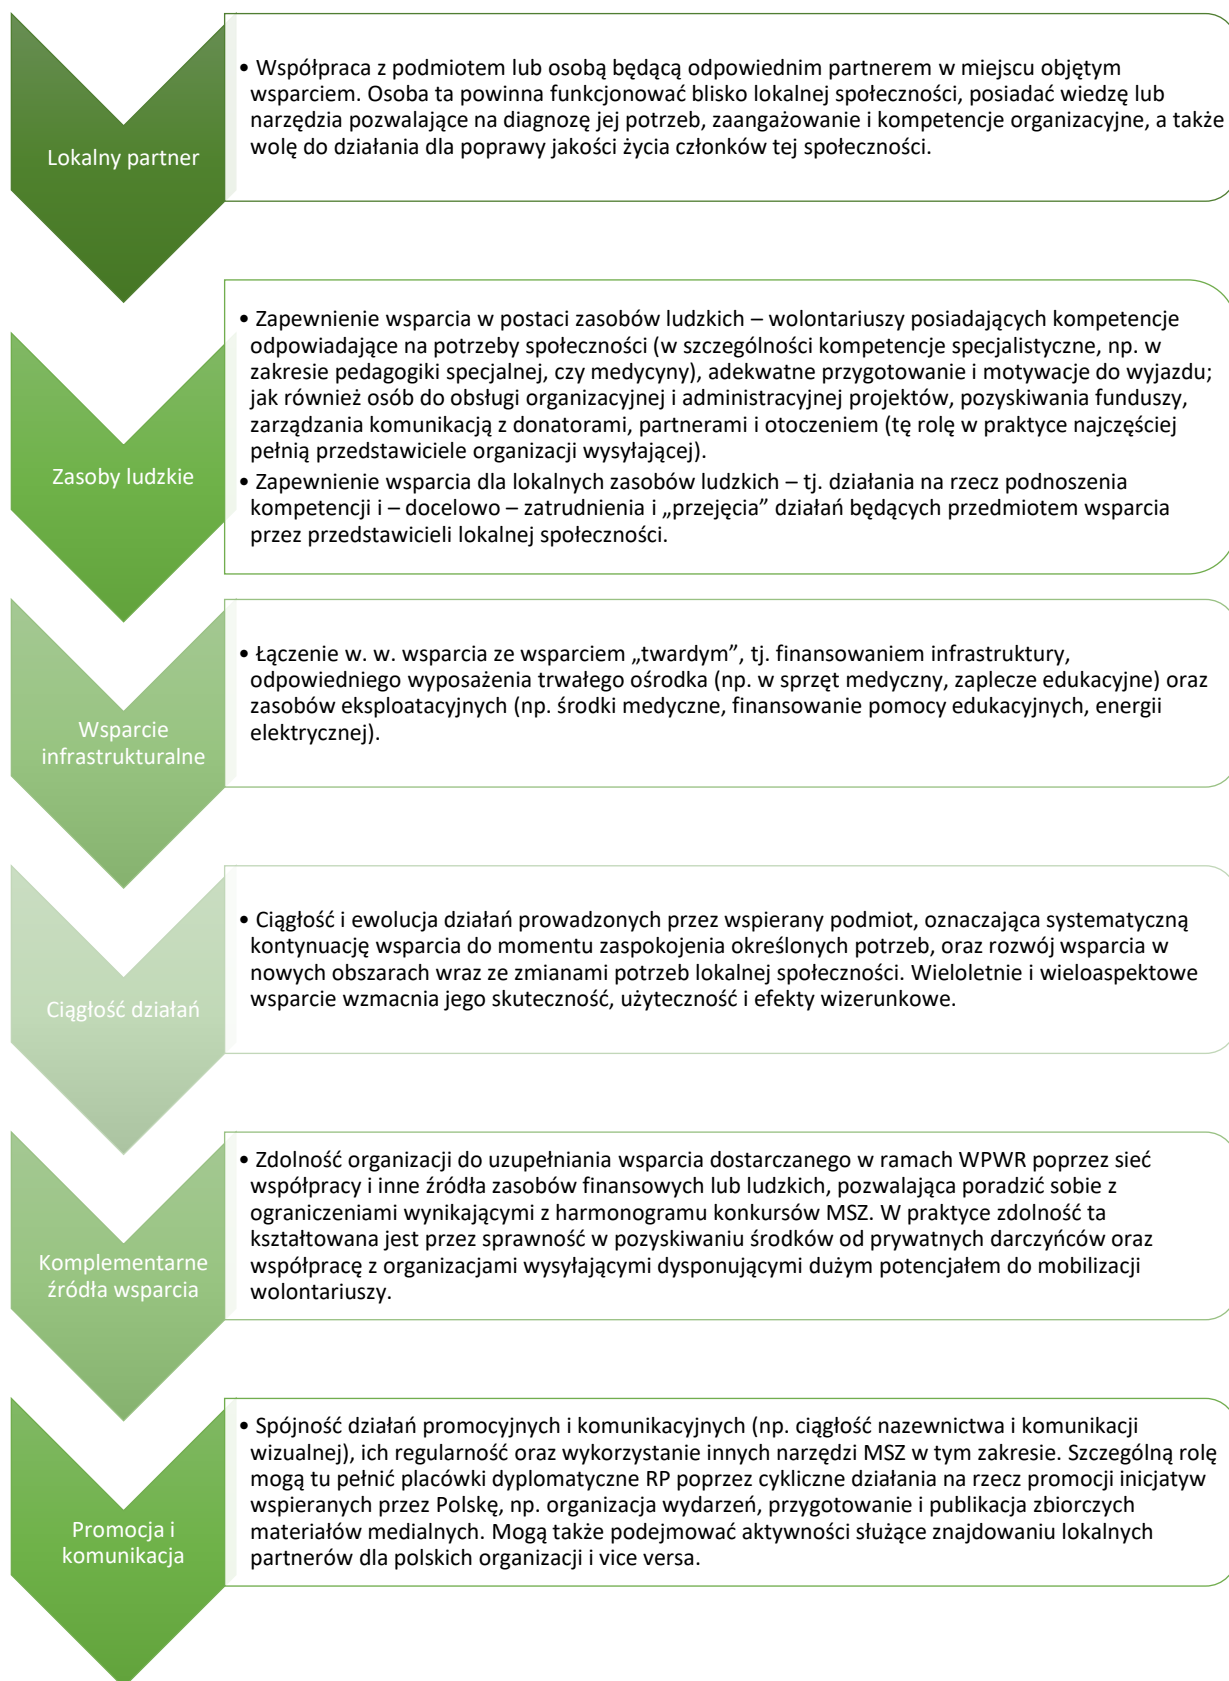 Lokalny partner
• Współpraca z podmiotem lub osobą będącą odpowiednim partnerem w miejscu objętym
wsparciem. Osoba ta powinna funkcjonować blisko lokalnej społeczności, posiadać wiedzę lub
narzędzia pozwalające na diagnozę jej potrzeb, zaangażowanie i kompetencje organizacyjne, a także
wolę do działania dla poprawy jakości życia członków tej społeczności.
Zasoby ludzkie
• Zapewnienie wsparcia w postaci zasobów ludzkich – wolontariuszy posiadających kompetencje
odpowiadające na potrzeby społeczności (w szczególności kompetencje specjalistyczne, np. w
zakresie pedagogiki specjalnej, czy medycyny), adekwatne przygotowanie i motywacje do wyjazdu;
jak również osób do obsługi organizacyjnej i administracyjnej projektów, pozyskiwania funduszy,
zarządzania komunikacją z donatorami, partnerami i otoczeniem (tę rolę w praktyce najczęściej
pełnią przedstawiciele organizacji wysyłającej).
• Zapewnienie wsparcia dla lokalnych zasobów ludzkich – tj. działania na rzecz podnoszenia
kompetencji i – docelowo – zatrudnienia i „przejęcia” działań będących przedmiotem wsparcia
przez przedstawicieli lokalnej społeczności.
Wsparcie
infrastrukturalne
• Łączenie w. w. wsparcia ze wsparciem „twardym”, tj. finansowaniem infrastruktury,
odpowiedniego wyposażenia trwałego ośrodka (np. w sprzęt medyczny, zaplecze edukacyjne) oraz
zasobów eksploatacyjnych (np. środki medyczne, finansowanie pomocy edukacyjnych, energii
elektrycznej).
Ciągłość działań
• Ciągłość i ewolucja działań prowadzonych przez wspierany podmiot, oznaczająca systematyczną
kontynuację wsparcia do momentu zaspokojenia określonych potrzeb, oraz rozwój wsparcia w
nowych obszarach wraz ze zmianami potrzeb lokalnej społeczności. Wieloletnie i wieloaspektowe
wsparcie wzmacnia jego skuteczność, użyteczność i efekty wizerunkowe.
Komplementarne
źródła wsparcia
• Zdolność organizacji do uzupełniania wsparcia dostarczanego w ramach WPWR poprzez sieć
współpracy i inne źródła zasobów finansowych lub ludzkich, pozwalająca poradzić sobie z
ograniczeniami wynikającymi z harmonogramu konkursów MSZ. W praktyce zdolność ta
kształtowana jest przez sprawność w pozyskiwaniu środków od prywatnych darczyńców oraz
współpracę z organizacjami wysyłającymi dysponującymi dużym potencjałem do mobilizacji
wolontariuszy.
Promocja i
komunikacja
• Spójność działań promocyjnych i komunikacyjnych (np. ciągłość nazewnictwa i komunikacji
wizualnej), ich regularność oraz wykorzystanie innych narzędzi MSZ w tym zakresie. Szczególną rolę
mogą tu pełnić placówki dyplomatyczne RP poprzez cykliczne działania na rzecz promocji inicjatyw
wspieranych przez Polskę, np. organizacja wydarzeń, przygotowanie i publikacja zbiorczych
materiałów medialnych. Mogą także podejmować aktywności służące znajdowaniu lokalnych
partnerów dla polskich organizacji i vice versa.